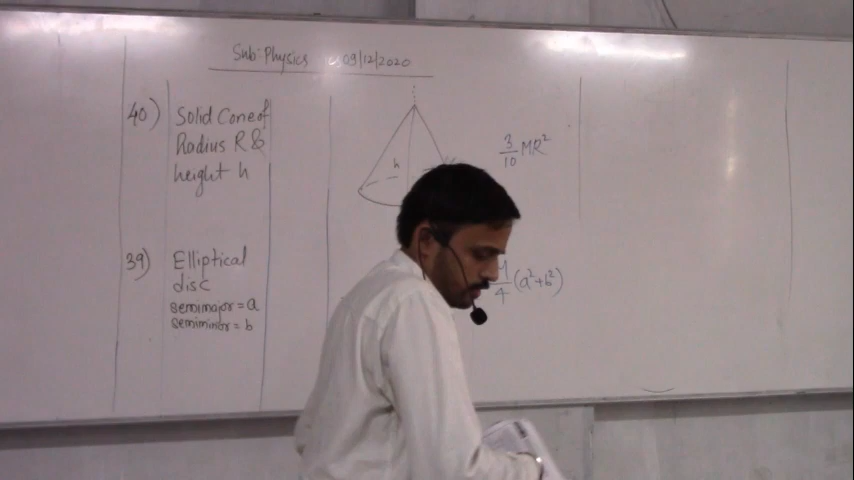 Sub: Physics 09/12/2020
40) Solid Cone of
Radius R &
height h
h
3/10 MR²
39) Elliptical
disc
semimajor = a
semiminor = b
/4 (a²+b²)